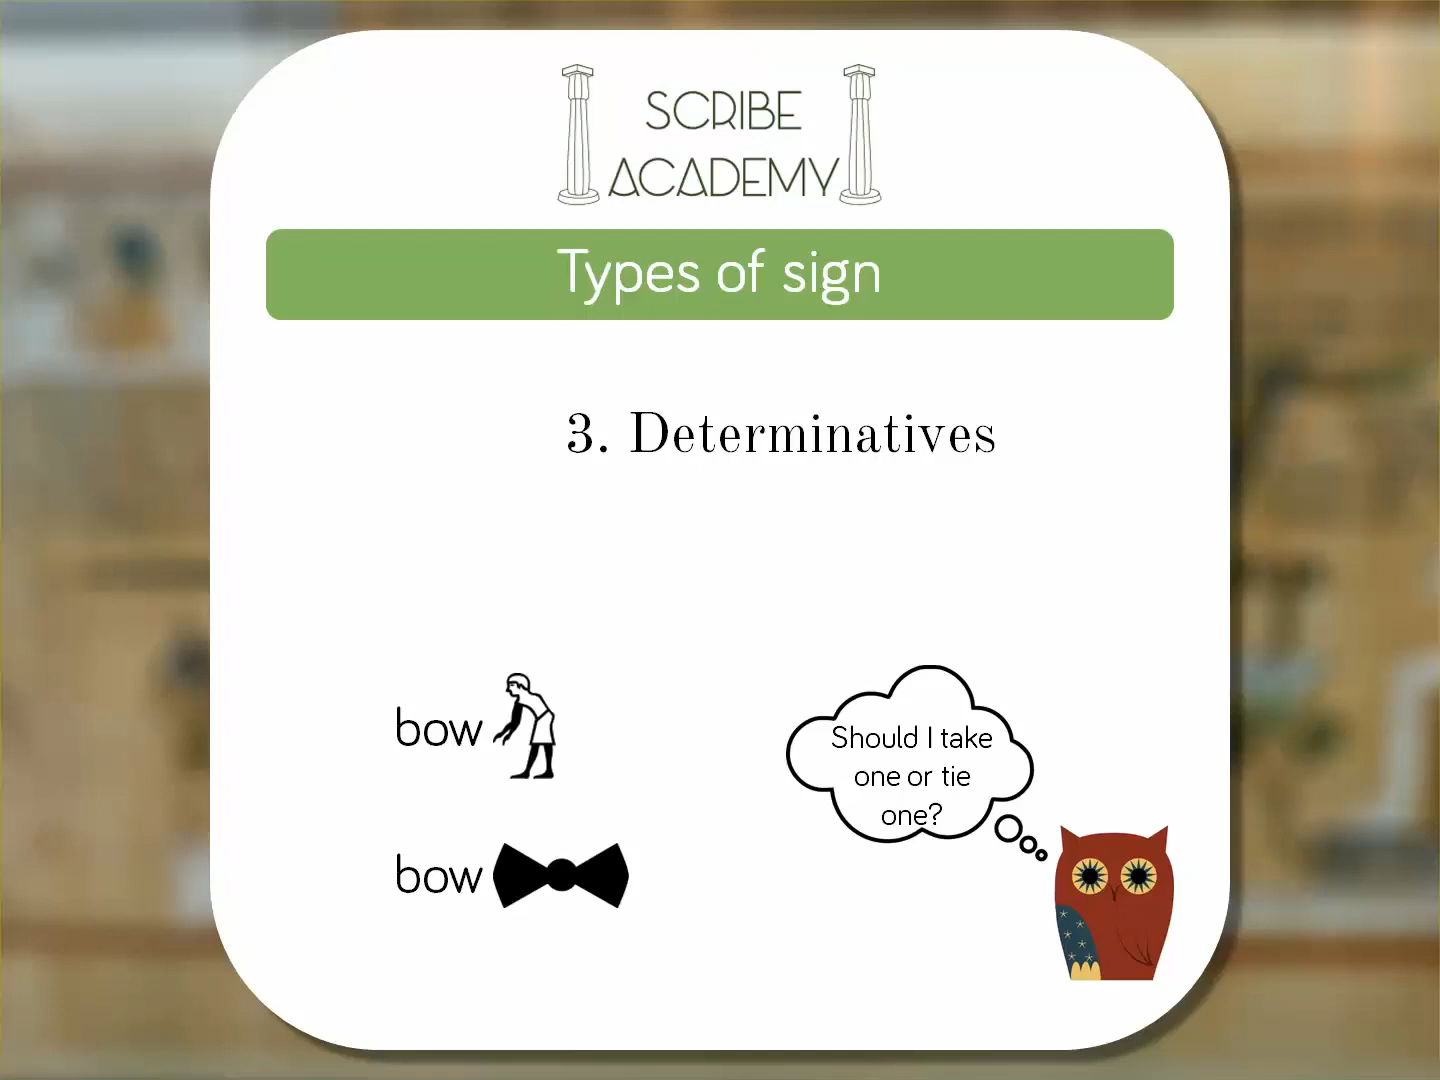 SCRIBE
ACADEMY
Types of sign
3. Determinatives
bow
bow
Should I take
one or tie
one?